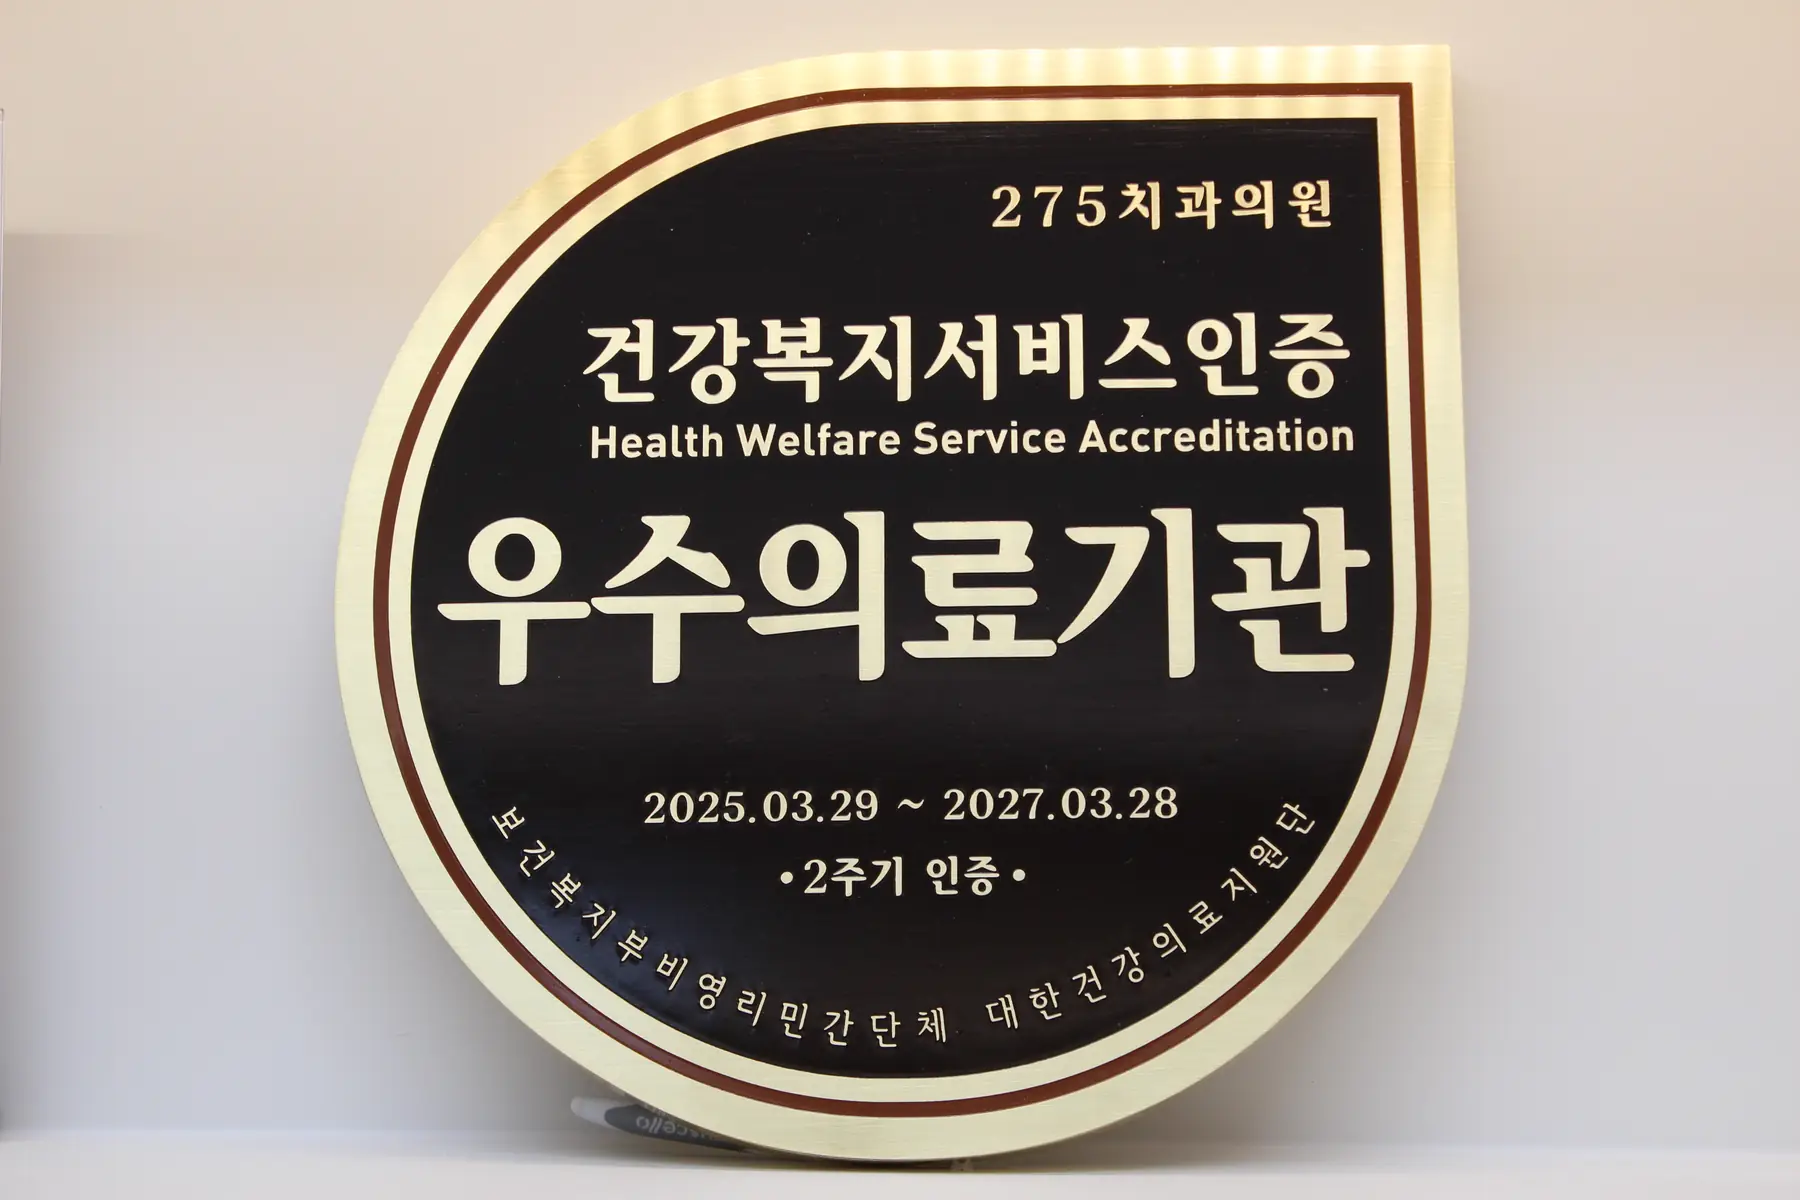 275치과의원
건강복지서비스인증
Health Welfare Service Accreditation
우수의료기관
2025.03.29 ~ 2027.03.28
•2주기 인증•
보건복지부비영리민간단체 대한건강의료지원단